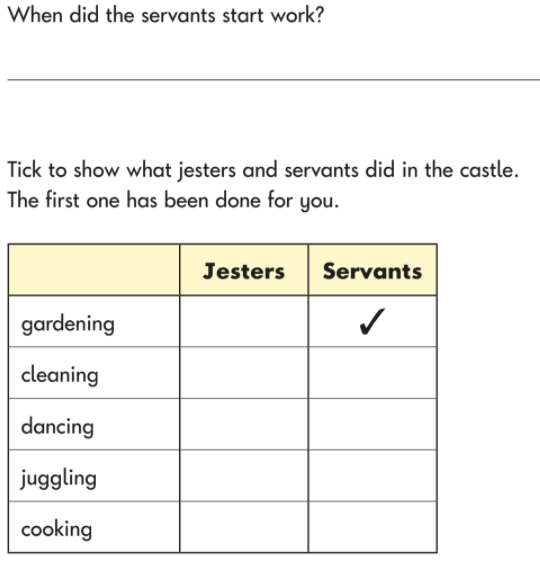 When did the servants start work?
Tick to show what jesters and servants did in the castle.
The first one has been done for you.
Jesters Servants
gardening ✓
cleaning
dancing
juggling
cooking